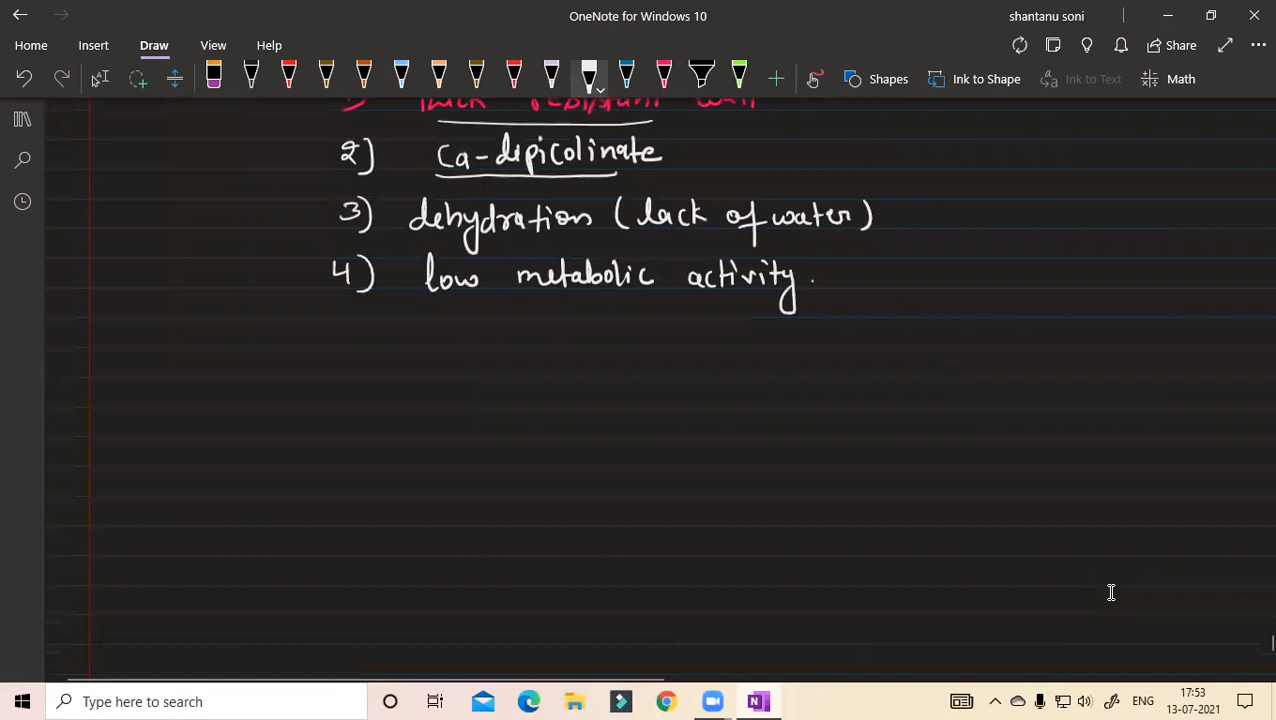 OneNote for Windows 10
shantanu soni
Home Insert Draw View Help
Share
Shapes
Ink to Shape
Ink to Text
Math
2) Ca-dipicolinate
3) dehydration (lack of water)
4) low metabolic activity.
Type here to search
ENG
17:53
13-07-2021